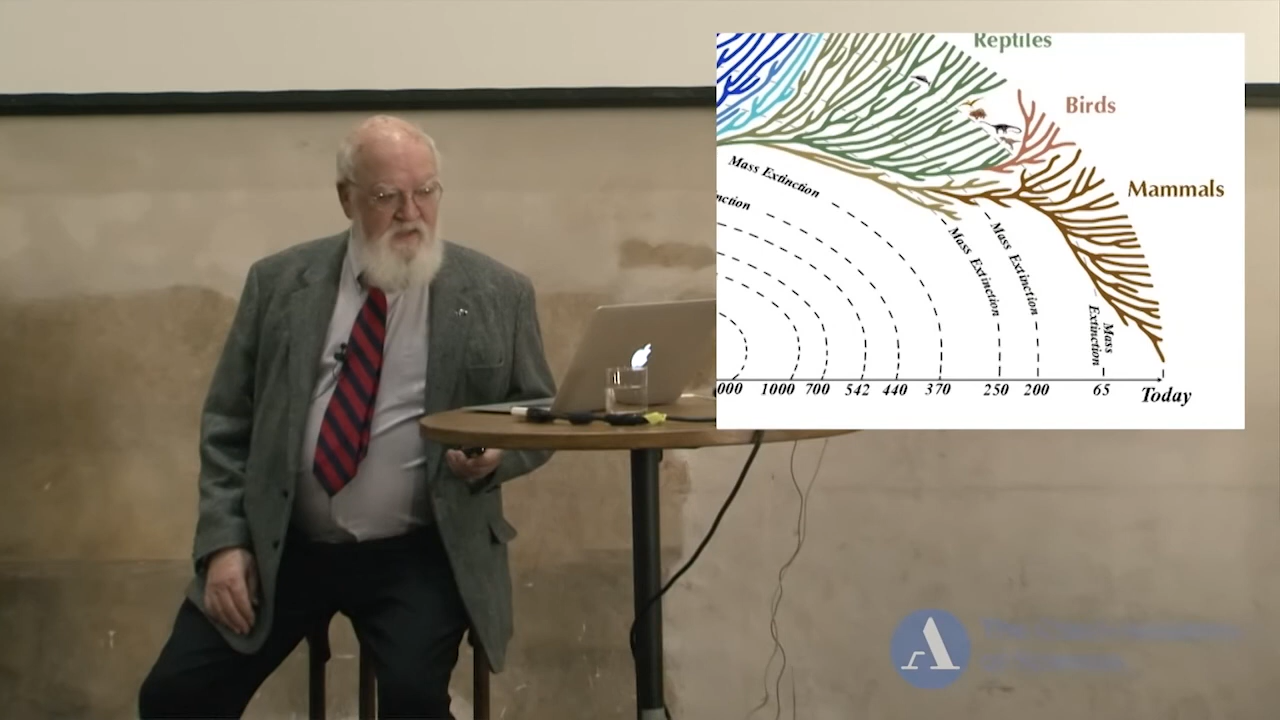 Reptiles
Birds
Mammals
Mass Extinction
nction
Mass Extinction
Mass Extinction
Mass
Extinction
000 1000 700 542 440 370 250 200 65 Today
A